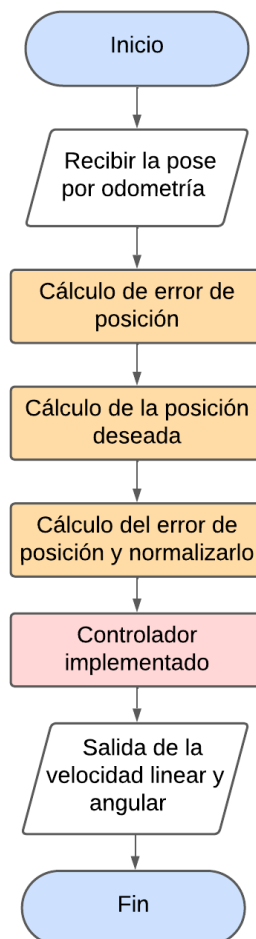 Inicio
Recibir la pose
por odometría
Cálculo de error de
posición
Cálculo de la posición
deseada
Cálculo del error de
posición y normalizarlo
Controlador
implementado
Salida de la
velocidad linear y
angular
Fin